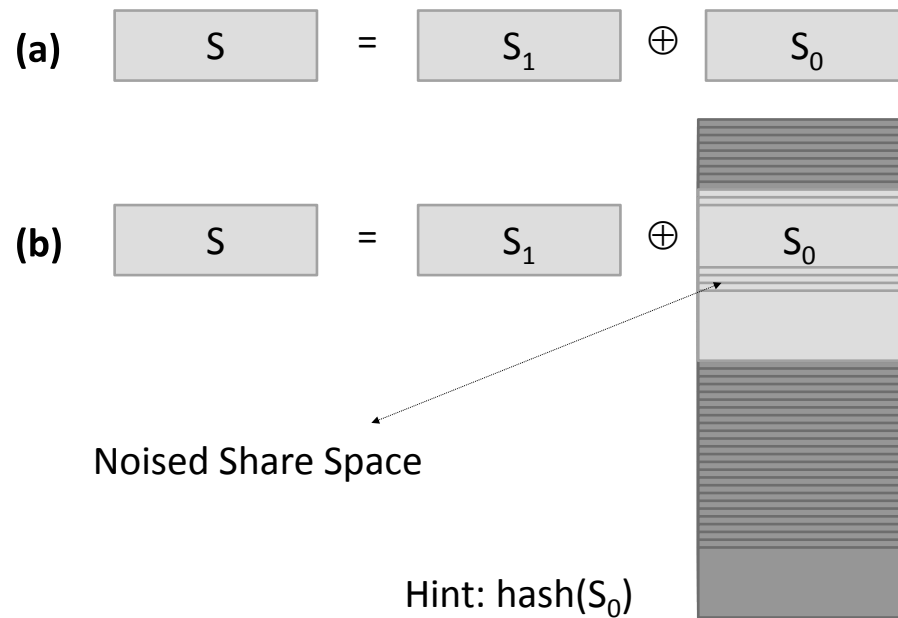 (a) S = S₁ ⊕ S₀
(b) S = S₁ ⊕ S₀
Noised Share Space
Hint: hash(S₀)